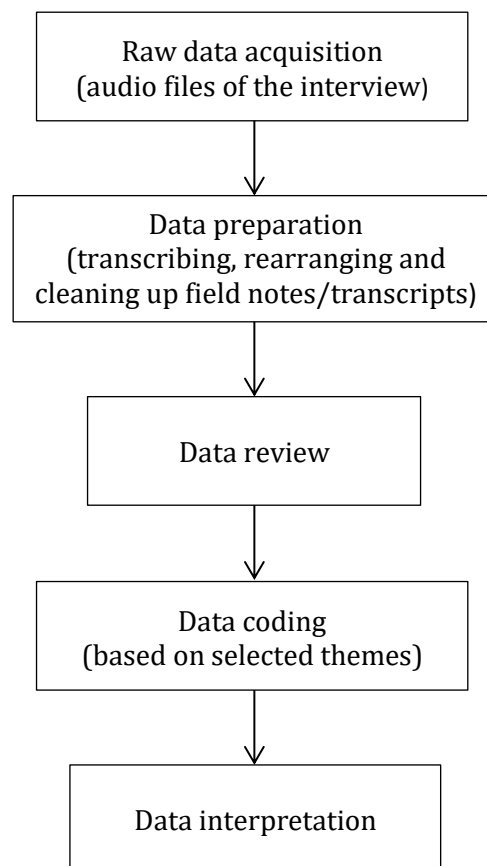 Raw data acquisition
(audio files of the interview)
Data preparation
(transcribing, rearranging and
cleaning up field notes/transcripts)
Data review
Data coding
(based on selected themes)
Data interpretation